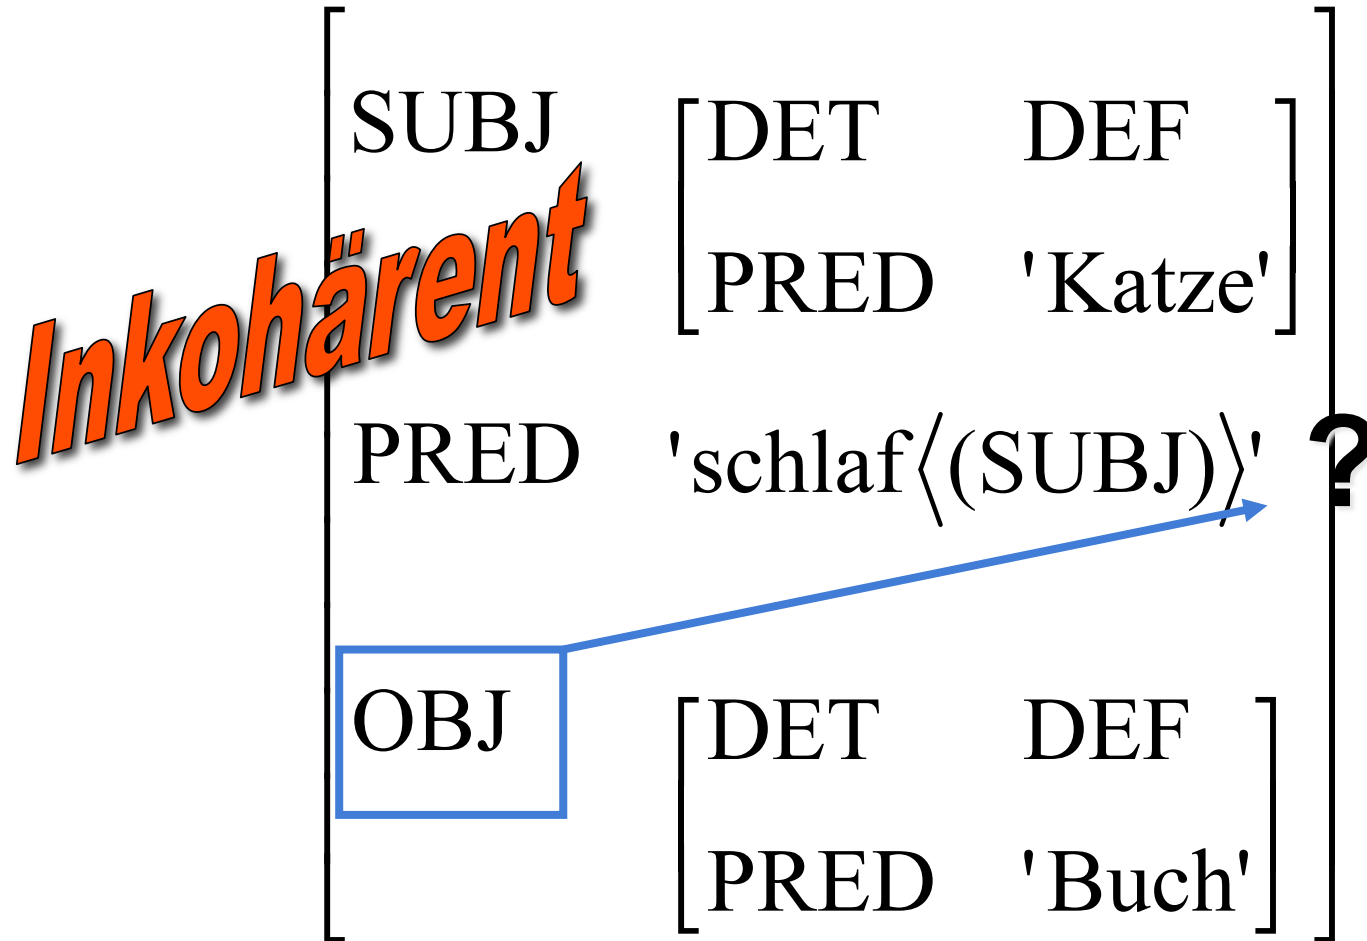 SUBJ [DET DEF
PRED 'Katze']
Inkohärent
PRED 'schlaf⟨(SUBJ)⟩' ?
OBJ [DET DEF
PRED 'Buch']